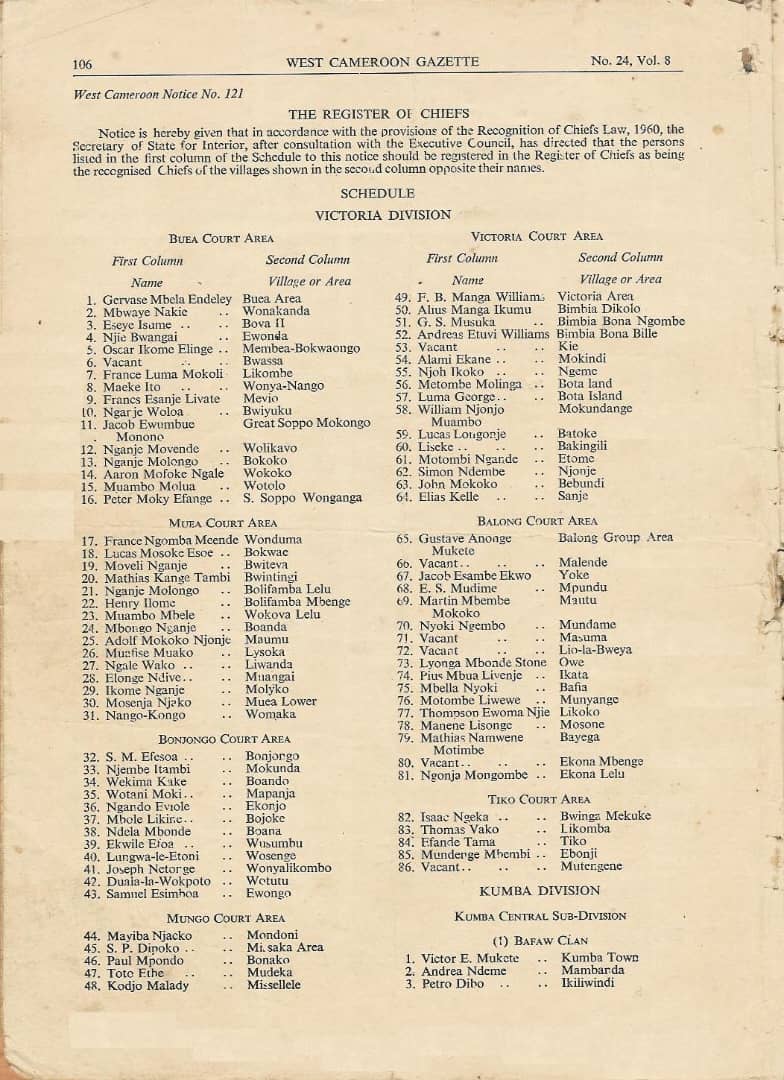 106
WEST CAMEROON GAZETTE
No. 24, Vol. 8
West Cameroon Notice No. 121
THE REGISTER OF CHIEFS
Notice is hereby given that in accordance with the provisions of the Recognition of Chiefs Law, 1960, the
Secretary of State for Interior, after consultation with the Executive Council, has directed that the persons
listed in the first column of the Schedule to this notice should be registered in the Register of Chiefs as being
the recognised Chiefs of the villages shown in the second column opposite their names.
SCHEDULE
VICTORIA DIVISION
BUEA COURT AREA
First Column Second Column
Name Village or Area
1. Gervase Mbela Endeley Buea Area
2. Mbwaye Nakie .. Wonakanda
3. Eseye Isame .. .. Bova II
4. Njie Bwangai .. Ewonda
5. Oscar Ikome Elinge .. Membea-Bokwaongo
6. Vacant .. .. Bwassa
7. France Luma Mokoli Likombe
8. Maeke Ito .. .. Wonya-Nango
9. Francs Esanje Livate Mevio
10. Ngarje Woloa .. Bwiyuku
11. Jacob Ewumbue Great Soppo Mokongo
Monono
12. Nganje Movende .. Wolikavo
13. Nganje Molongo .. Bokoko
14. Aaron Mofoke Ngale Wokoko
15. Muambo Molua .. Wotolo
16. Peter Moky Efange .. S. Soppo Wonganga
MUEA COURT AREA
17. France Ngomba Meende Wonduma
18. Lucas Mosoke Esoe .. Bokwae
19. Moveli Nganje .. Bwiteva
20. Mathias Kange Tambi Bwintingi
21. Nganje Molongo .. Bolifamba Lelu
22. Henry Ilome .. Bolifamba Mbenge
23. Muambo Mbele .. Wokova Lelu
24. Mbongo Nganje .. Boanda
25. Adolf Mokoko Njonje Maumu
26. Muafise Muako .. Lysoka
27. Ngale Wako .. .. Liwanda
28. Elonge Ndive.. .. Muangai
29. Ikome Nganje .. Molyko
30. Mosenja Njako .. Muea Lower
31. Nango-Kongo .. Womaka
BONJONGO COURT AREA
32. S. M. Efesoa .. .. Bonjongo
33. Njembe Itambi .. Mokunda
34. Wekima Kake .. Boando
35. Wotani Moki.. .. Mapanja
36. Ngando Eviole .. Ekonjo
37. Mbole Likine.. .. Bojoke
38. Ndela Mbonde .. Boana
39. Ekwile Efoa .. .. Wosumbu
40. Lungwa-le-Etoni .. Wosenge
41. Joseph Netorge .. Wonyalikombo
42. Duala-la-Wokpoto .. Wotutu
43. Samuel Esimboa .. Ewongo
MUNGO COURT AREA
44. Mayiba Njacko .. Mondoni
45. S. P. Dipoko .. .. Missaka Area
46. Paul Mpondo .. Bonako
47. Toto Ethe .. .. Mudeka
48. Kodjo Malady .. Missellele
VICTORIA COURT AREA
First Column Second Column
Name Village or Area
49. F. B. Manga Williams Victoria Area
50. Ahus Manga Ikumu Bimbia Dikolo
51. G. S. Musuka .. Bimbia Bona Ngombe
52. Andreas Etuvi Williams Bimbia Bona Bille
53. Vacant .. .. Kie
54. Alami Ekane .. .. Mokindi
55. Njoh Ikoko .. .. Ngeme
56. Metombe Molinga .. Bota land
57. Luma George.. .. Bota Island
58. William Njonjo Mokundange
Muambo
59. Lucas Longonje .. Batoke
60. Liseke .. .. .. Bakingili
61. Motombi Ngande .. Etome
62. Simon Ndembe .. Njonje
63. John Mokoko .. Bebundi
64. Elias Kelle .. .. Sanje
BALONG COURT AREA
65. Gustave Anonge Balong Group Area
Mukete
66. Vacant.. .. .. Malende
67. Jacob Esambe Ekwo Yoke
68. E. S. Mudime .. Mpundu
69. Martin Mbembe Mautu
Mokoko
70. Nyoki Ngembo .. Mundame
71. Vacant .. .. Masuma
72. Vacant .. .. Lio-la-Bweya
73. Lyonga Mbonde Stone Owe
74. Pius Mbua Livenje .. Ikata
75. Mbella Nyoki .. Bafia
76. Motombe Liwewe .. Munyange
77. Thompson Ewoma Njie Likoko
78. Manene Lisonge .. Mosone
79. Mathias Namwene Bayega
Motimbe
80. Vacant.. .. .. Ekona Mbenge
81. Ngonja Mongombe .. Ekona Lelu
TIKO COURT AREA
82. Isaac Ngeka .. .. Bwinga Mekuke
83. Thomas Vako .. Likomba
84. Efande Tama .. Tiko
85. Mundenge Mbembi .. Ebonji
86. Vacant.. .. .. Mutengene
KUMBA DIVISION
KUMBA CENTRAL SUB-DIVISION
(1) BAFAW CLAN
1. Victor E. Mukete .. Kumba Town
2. Andrea Ndeme .. Mambanda
3. Petro Dibo .. .. Ikiliwindi